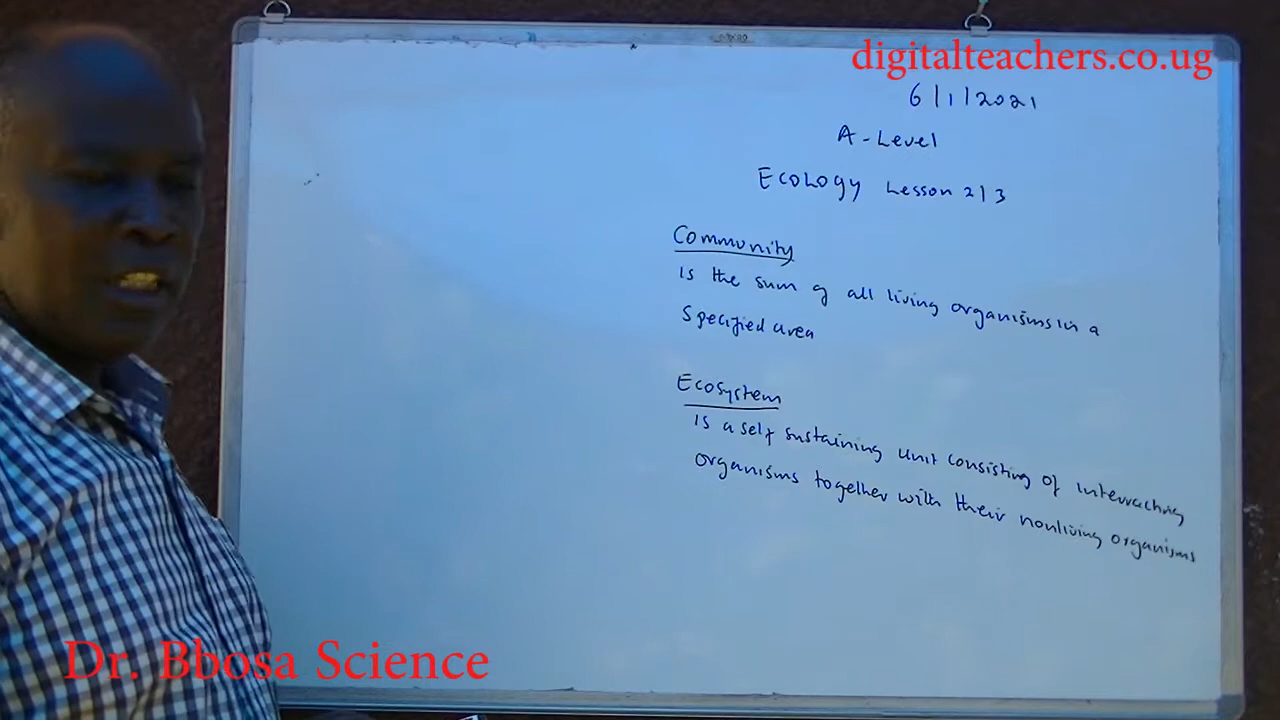 digitalteachers.co.ug
6/1/2021
A-Level
Ecology Lesson 2/3
Community
is the sum of all living organisms in a
specified area
Ecosystem
is a self sustaining unit consisting of interracting
organisms together with their nonliving organisms
Dr. Bbosa Science